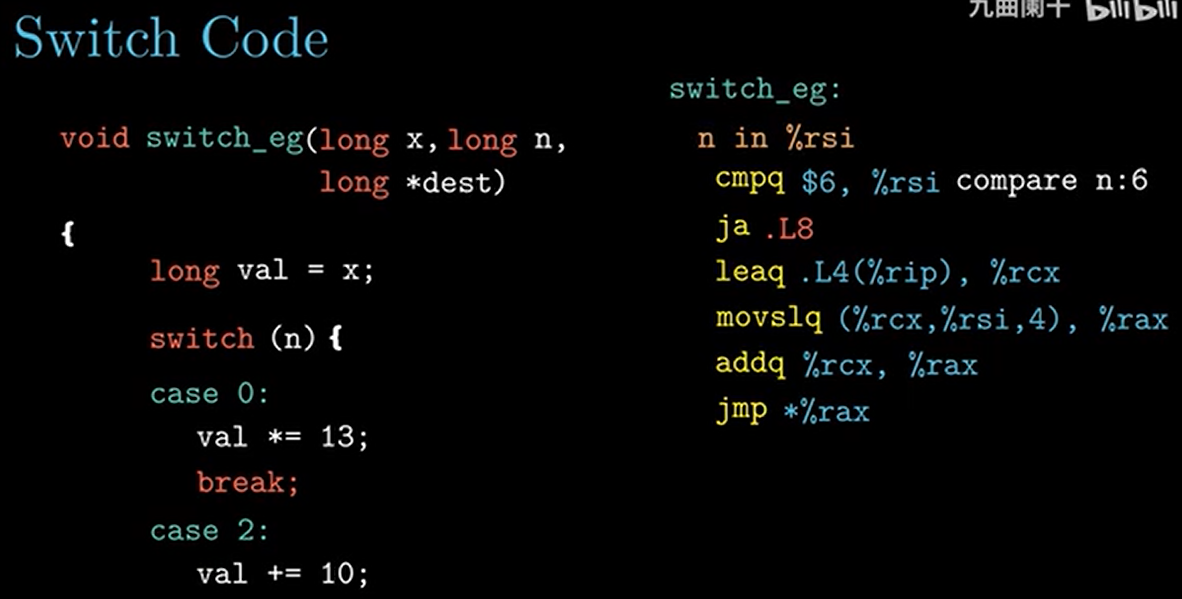 Switch Code
九曲阑干 bilibili
void switch_eg(long x, long n,
long *dest)
{
long val = x;
switch (n) {
case 0:
val *= 13;
break;
case 2:
val += 10;
switch_eg:
n in %rsi
cmpq $6, %rsi compare n:6
ja .L8
leaq .L4(%rip), %rcx
movslq (%rcx,%rsi,4), %rax
addq %rcx, %rax
jmp *%rax